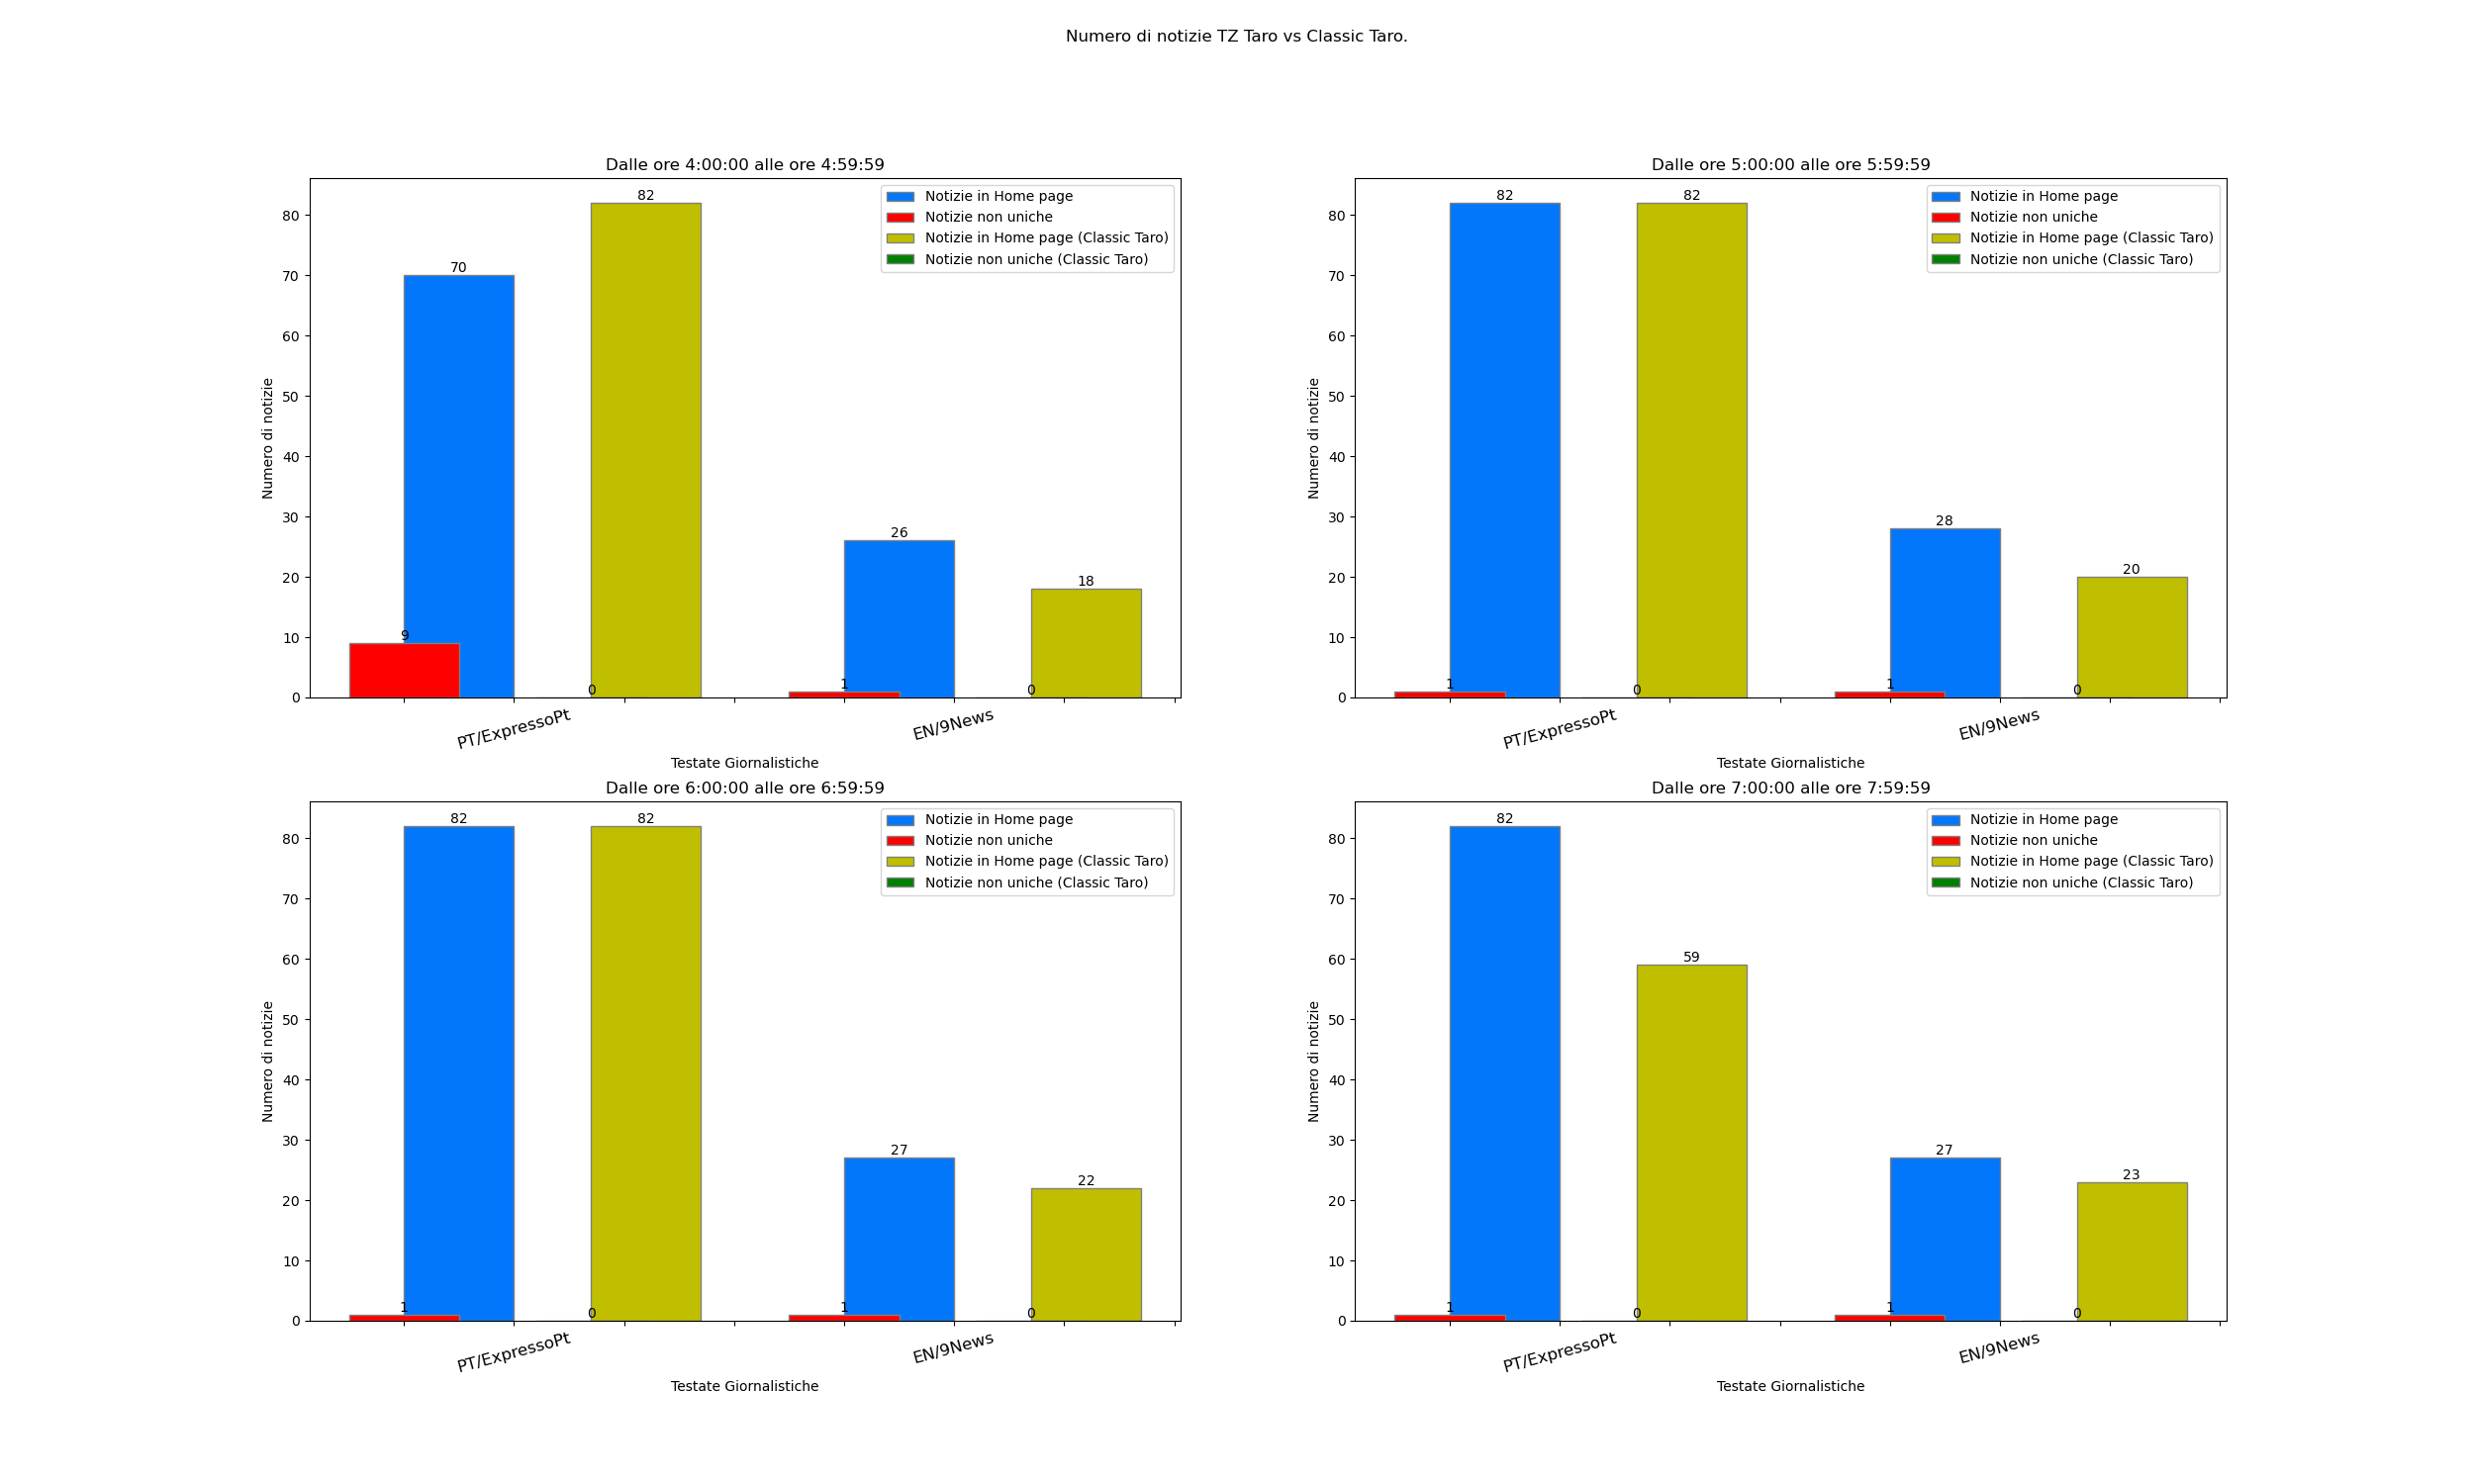 Numero di notizie TZ Taro vs Classic Taro.
Dalle ore 4:00:00 alle ore 4:59:59
Numero di notizie
80
70
60
50
40
30
20
10
0
9
70
0
82
1
26
0
18
Notizie in Home page
Notizie non uniche
Notizie in Home page (Classic Taro)
Notizie non uniche (Classic Taro)
PT/ExpressoPt
EN/9News
Testate Giornalistiche
Dalle ore 5:00:00 alle ore 5:59:59
Numero di notizie
80
70
60
50
40
30
20
10
0
1
82
0
82
1
28
0
20
Notizie in Home page
Notizie non uniche
Notizie in Home page (Classic Taro)
Notizie non uniche (Classic Taro)
PT/ExpressoPt
EN/9News
Testate Giornalistiche
Dalle ore 6:00:00 alle ore 6:59:59
Numero di notizie
80
70
60
50
40
30
20
10
0
1
82
0
82
1
27
0
22
Notizie in Home page
Notizie non uniche
Notizie in Home page (Classic Taro)
Notizie non uniche (Classic Taro)
PT/ExpressoPt
EN/9News
Testate Giornalistiche
Dalle ore 7:00:00 alle ore 7:59:59
Numero di notizie
80
70
60
50
40
30
20
10
0
1
82
0
59
1
27
0
23
Notizie in Home page
Notizie non uniche
Notizie in Home page (Classic Taro)
Notizie non uniche (Classic Taro)
PT/ExpressoPt
EN/9News
Testate Giornalistiche